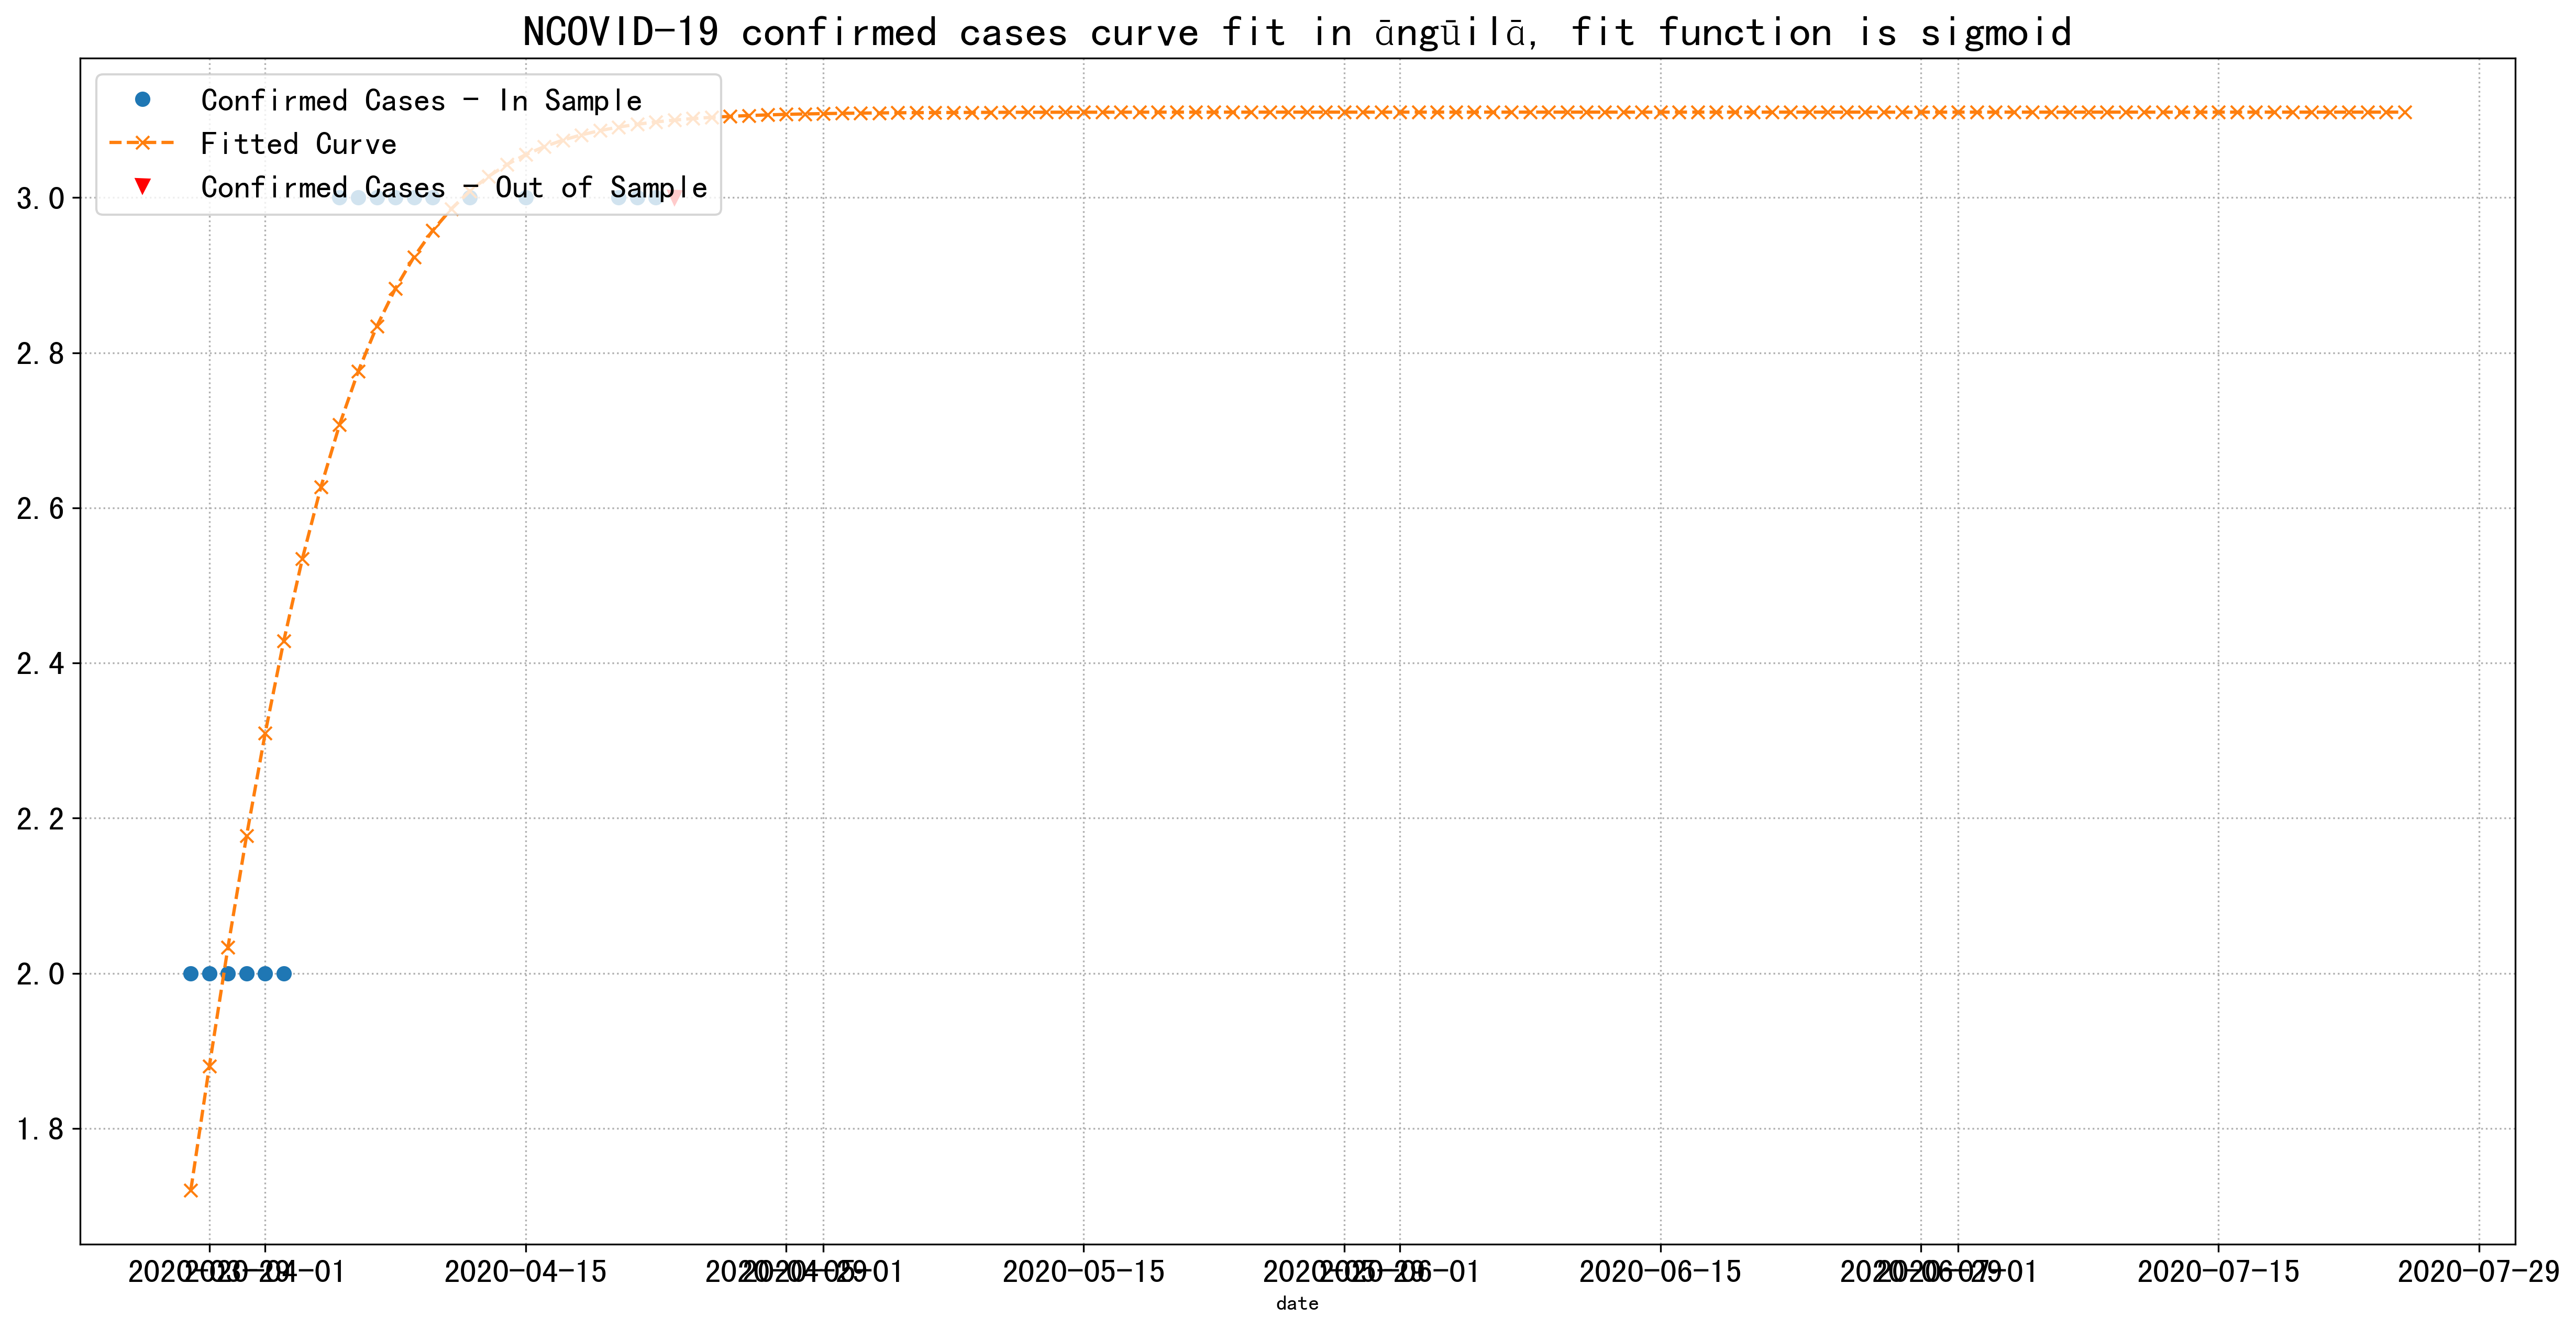 NCOVID-19 confirmed cases curve fit in āngūilā, fit function is sigmoid
Confirmed Cases - In Sample
Fitted Curve
Confirmed Cases - Out of Sample
3.0
2.8
2.6
2.4
2.2
2.0
1.8
2020-03-29 2020-04-01 2020-04-15 2020-04-29 2020-05-01 2020-05-15 2020-05-29 2020-06-01 2020-06-15 2020-06-29 2020-07-01 2020-07-15 2020-07-29
date